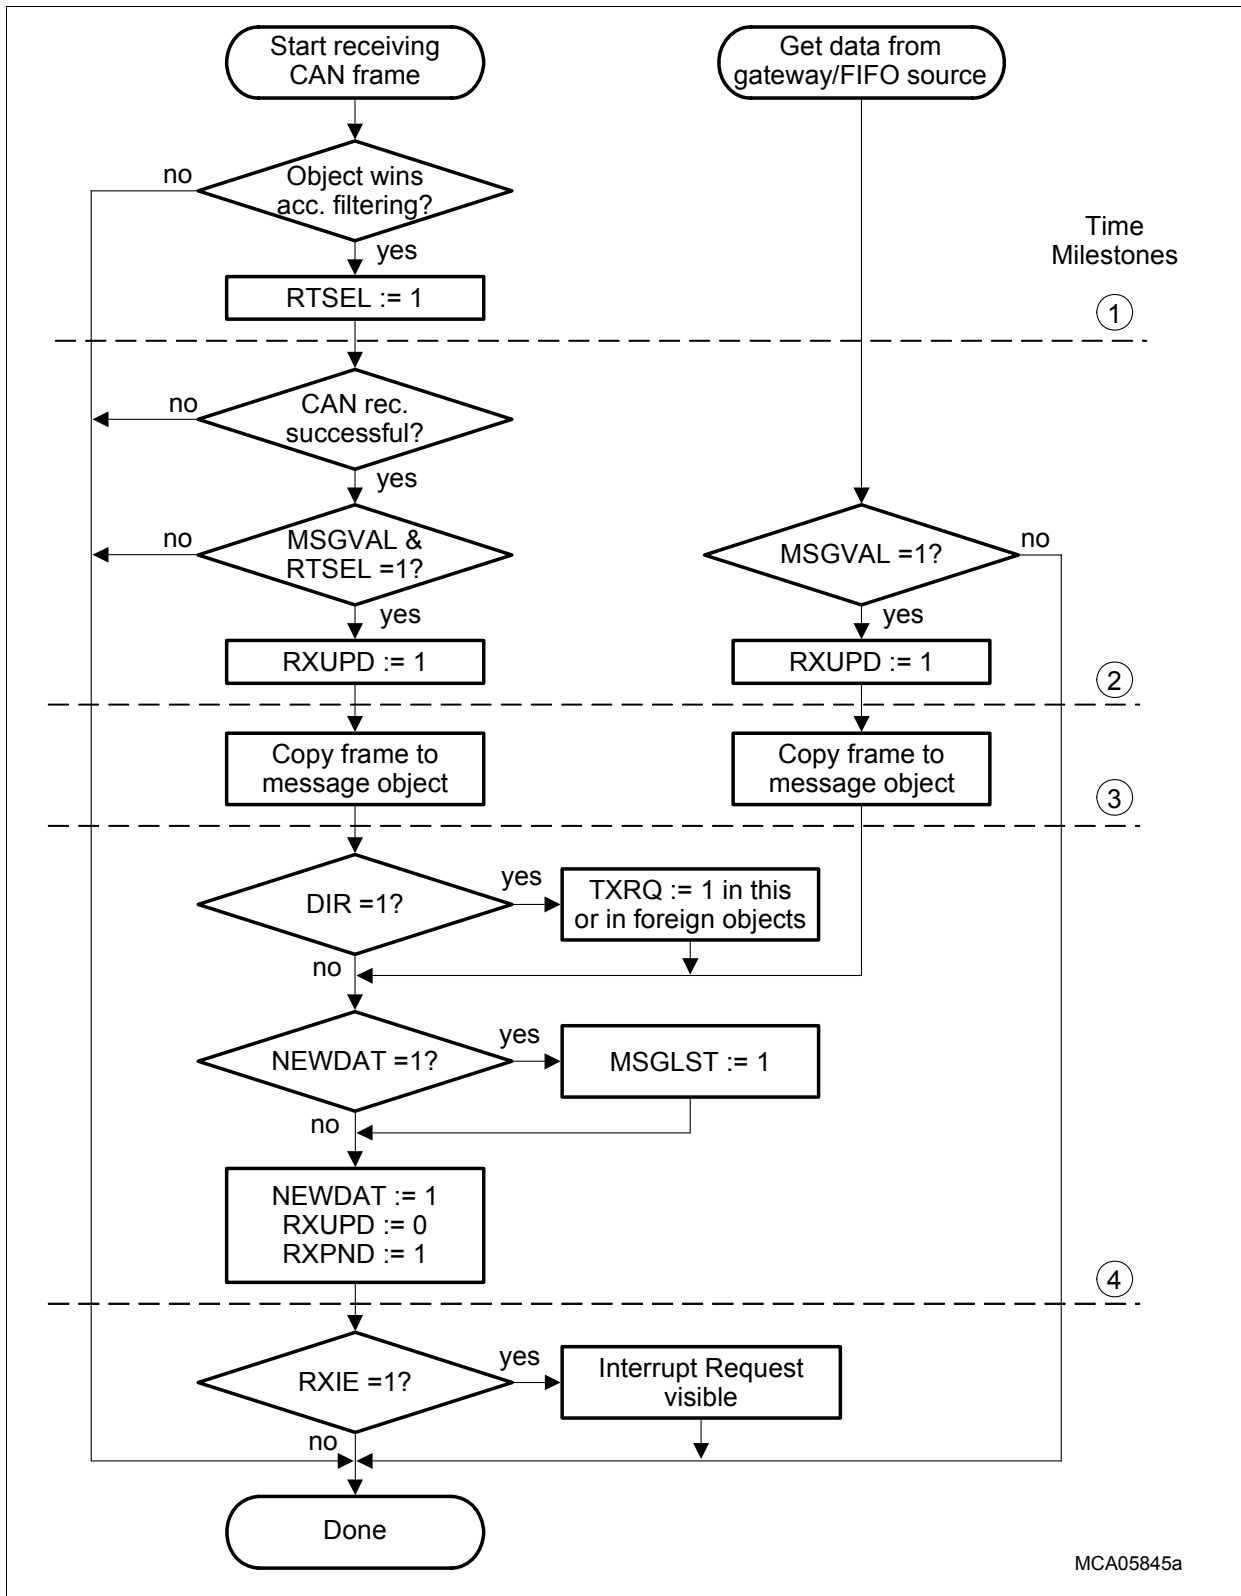 Start receiving
CAN frame
Get data from
gateway/FIFO source
no
Object wins
acc. filtering?
Time
Milestones
yes
RTSEL := 1
1
no
CAN rec.
successful?
yes
no
MSGVAL &
RTSEL =1?
MSGVAL =1?
no
yes
yes
RXUPD := 1
RXUPD := 1
2
Copy frame to
message object
Copy frame to
message object
3
DIR =1?
yes
TXRQ := 1 in this
or in foreign objects
no
NEWDAT =1?
yes
MSGLST := 1
no
NEWDAT := 1
RXUPD := 0
RXPND := 1
4
RXIE =1?
yes
Interrupt Request
visible
no
Done
MCA05845a